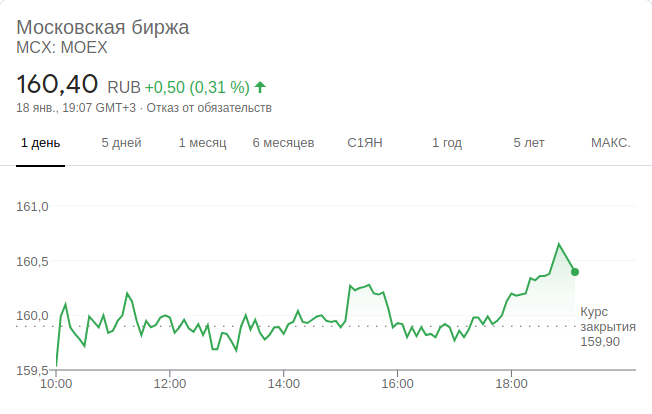 Московская биржа
MCX: MOEX
160,40 RUB +0,50 (0,31 %)
18 янв., 19:07 GMT+3 · Отказ от обязательств
1 день 5 дней 1 месяц 6 месяцев С1ЯН 1 год 5 лет МАКС.
161,0
160,5
160,0
Курс
закрытия
159,90
159,5
10:00 12:00 14:00 16:00 18:00